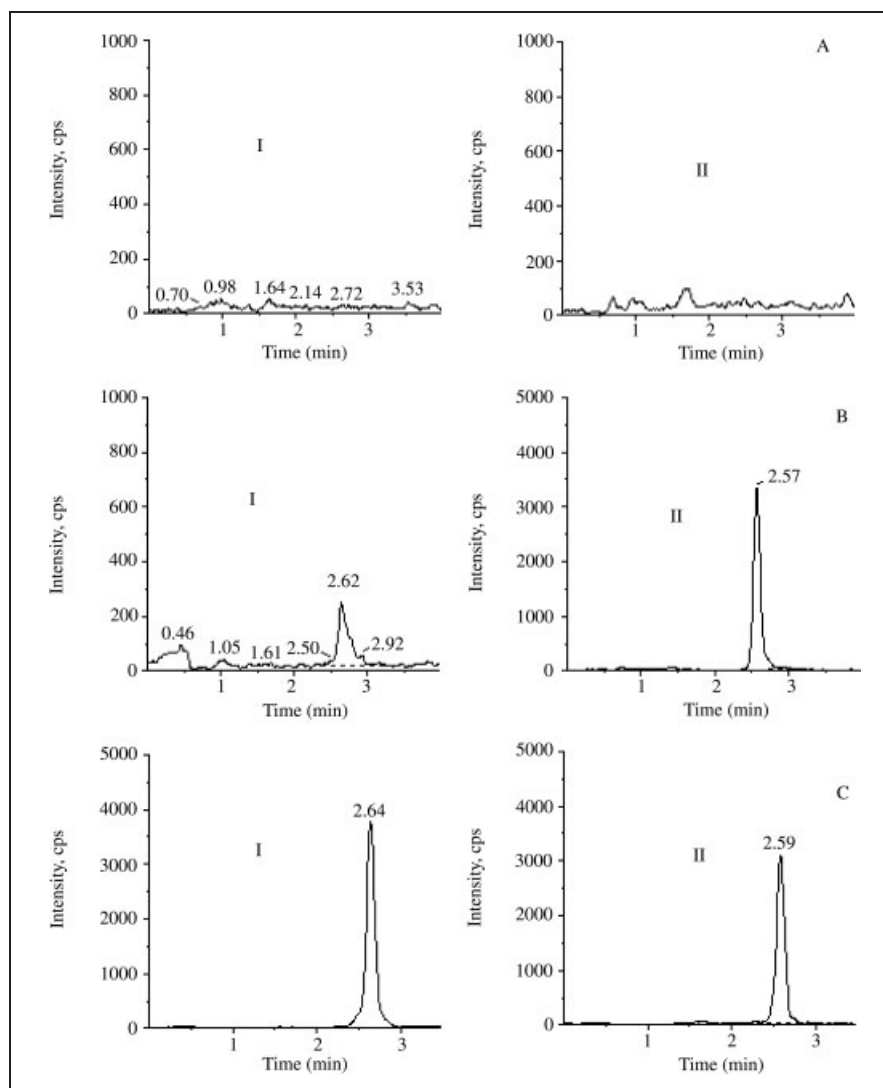 1000
800
600
400
200
0
Intensity, cps
I
0.70
0.98
1.64
2.14
2.72
3.53
1 2 3
Time (min)
1000
800
600
400
200
0
Intensity, cps
A
II
1 2 3
Time (min)
1000
800
600
400
200
0
Intensity, cps
I
0.46
1.05
1.61
2.50
2.62
2.92
1 2 3
Time (min)
5000
4000
3000
2000
1000
0
Intensity, cps
B
2.57
II
1 2 3
Time (min)
5000
4000
3000
2000
1000
0
Intensity, cps
2.64
I
1 2 3
Time (min)
5000
4000
3000
2000
1000
0
Intensity, cps
C
2.59
II
1 2 3
Time (min)